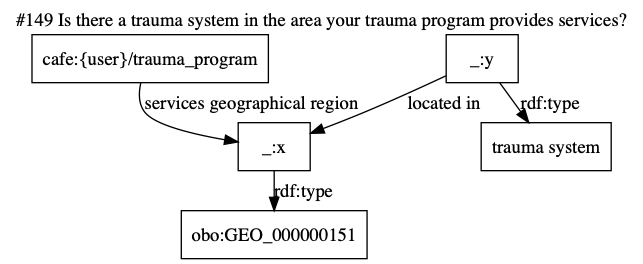 #149 Is there a trauma system in the area your trauma program provides services?
cafe:{user}/trauma_program
_:y
services geographical region
located in
rdf:type
_:x
trauma system
rdf:type
obo:GEO_000000151